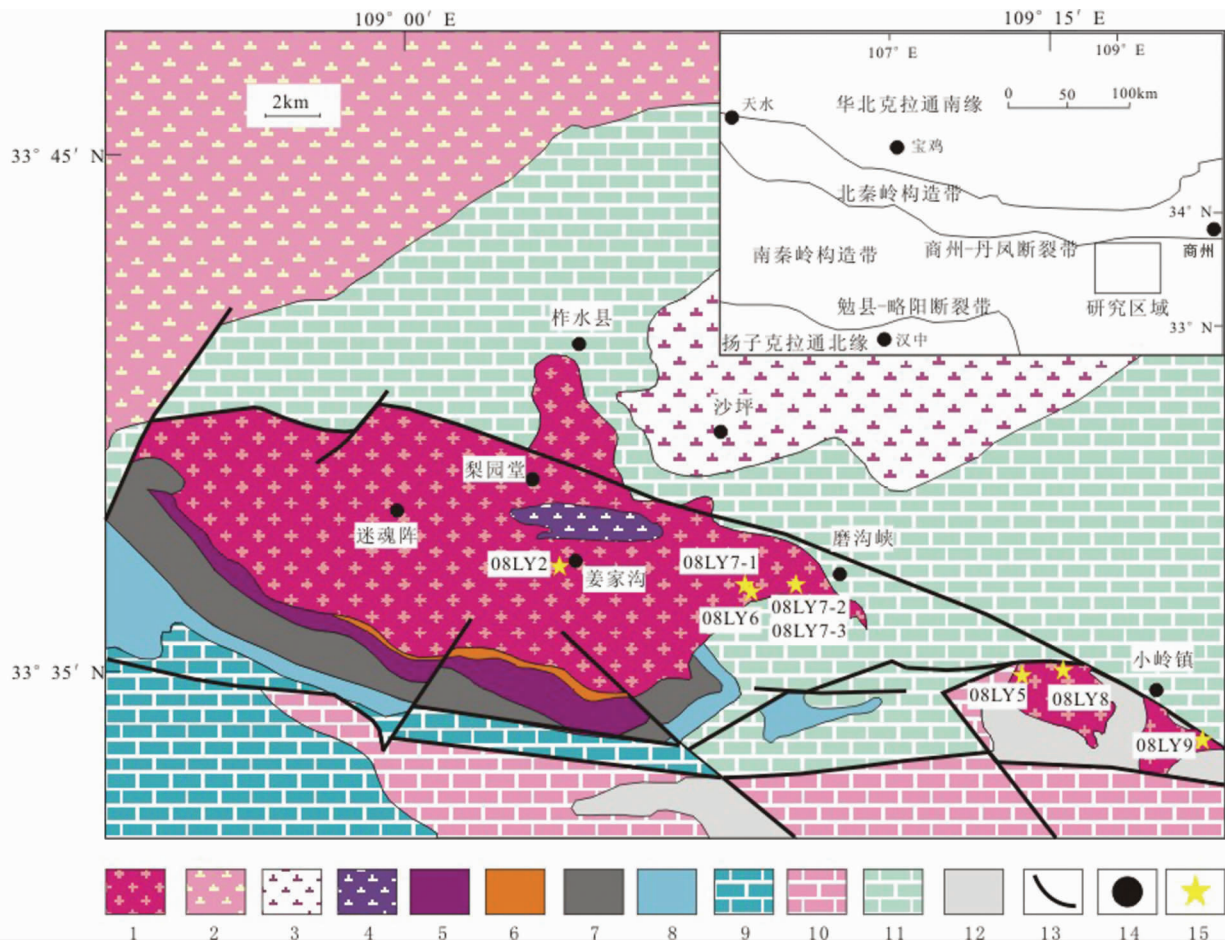 109° 00′ E
109° 15′ E
2km
33° 45′ N
33° 35′ N
107° E
109° E
0 50 100km
天水
华北克拉通南缘
宝鸡
北秦岭构造带
34° N
南秦岭构造带
商州-丹凤断裂带
商州
研究区域
勉县-略阳断裂带
33° N
扬子克拉通北缘
汉中
柞水县
沙坪
梨园堂
迷魂阵
磨沟峡
08LY2
姜家沟
08LY7-1
08LY6
08LY7-2
08LY7-3
小岭镇
08LY5
08LY8
08LY9
1 2 3 4 5 6 7 8 9 10 11 12 13 14 15